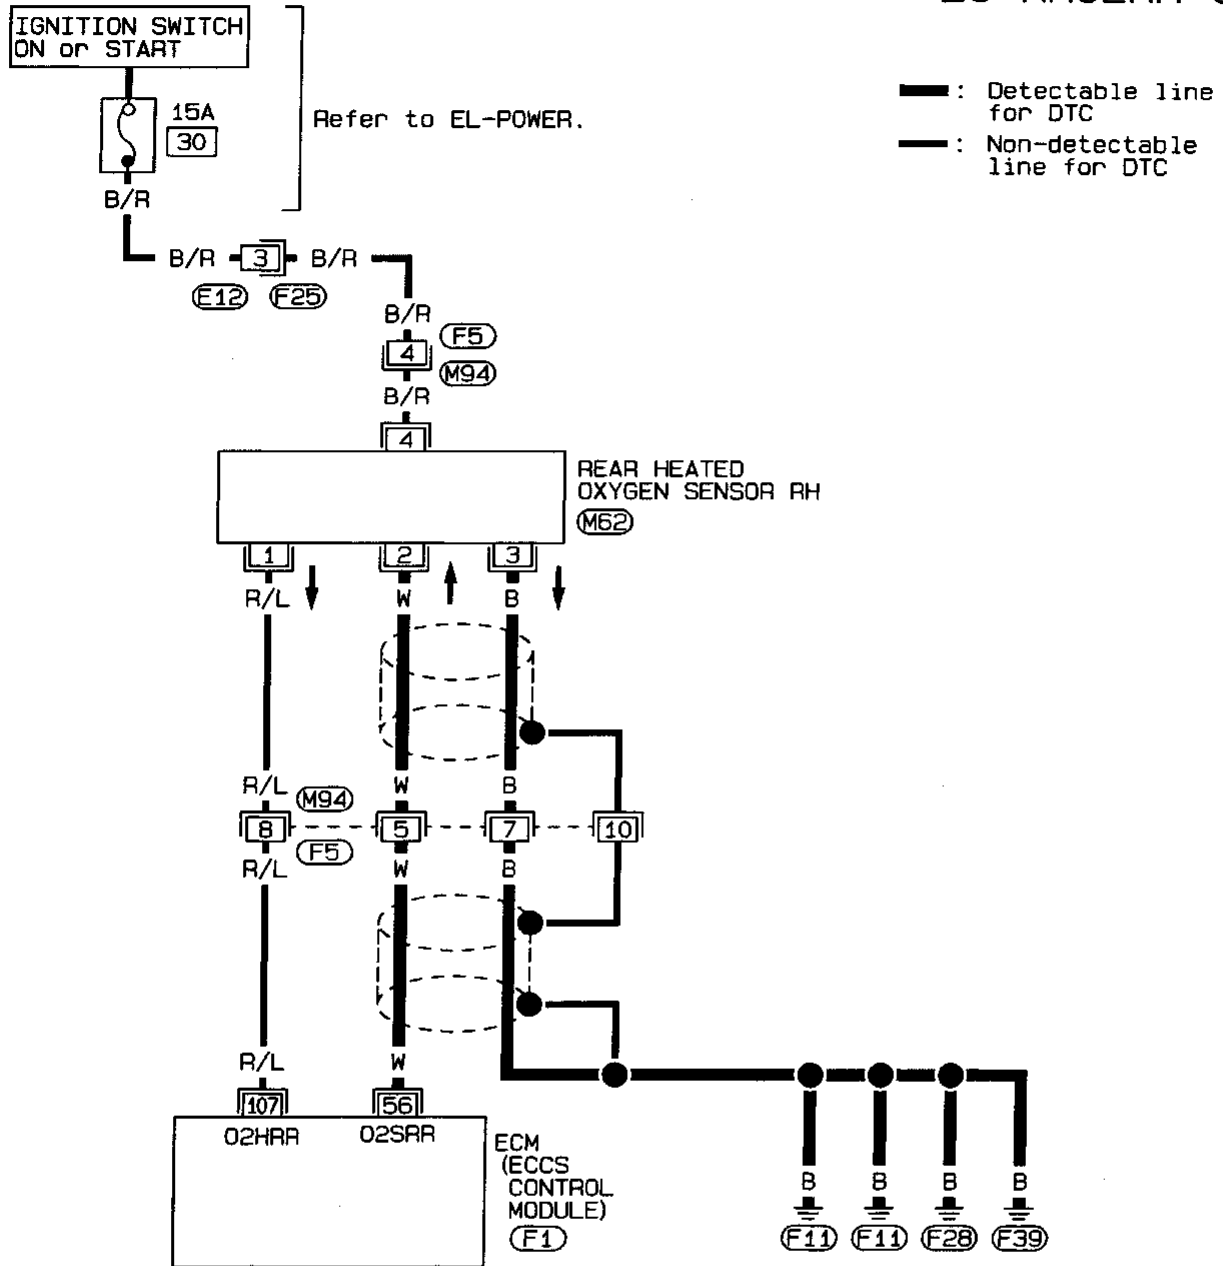 IGNITION SWITCH
ON or START
15A
30
Refer to EL-POWER.
: Detectable line
for DTC
: Non-detectable
line for DTC
B/R
B/R 3 B/R
E12 F25
B/R
F5
4
M94
B/R
4
REAR HEATED
OXYGEN SENSOR RH
M62
1 2 3
R/L W B
R/L M94 W B
8 5 7 10
F5
R/L W B
R/L W
107 56
O2HRR O2SRR
ECM
(ECCS
CONTROL
MODULE)
F1
B B B B
F11 F11 F28 F39